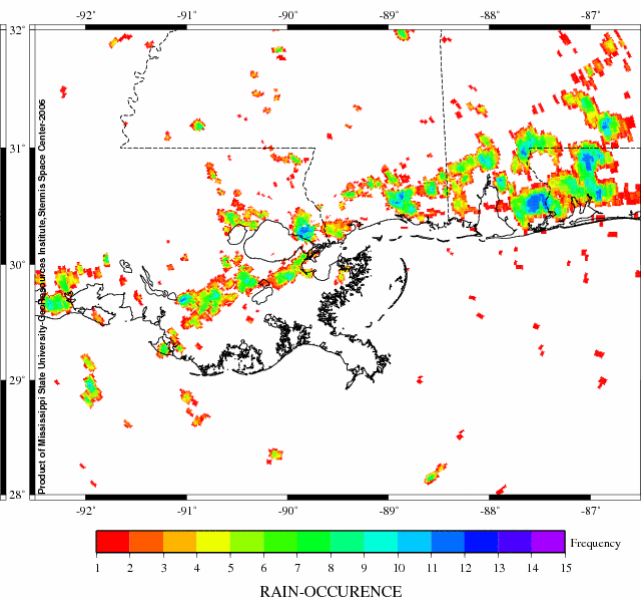 -92° -91° -90° -89° -88° -87°
32°
31°
30°
29°
28°
Product of Mississippi State University-GeoResources Institute,Stennis Space Center-2006
-92° -91° -90° -89° -88° -87°
Frequency
1 2 3 4 5 6 7 8 9 10 11 12 13 14 15
RAIN-OCCURENCE